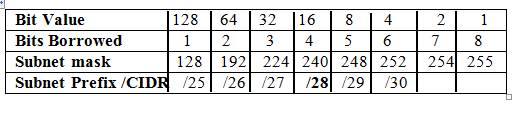 Bit Value 128 64 32 16 8 4 2 1
Bits Borrowed 1 2 3 4 5 6 7 8
Subnet mask 128 192 224 240 248 252 254 255
Subnet Prefix /CIDR /25 /26 /27 /28 /29 /30